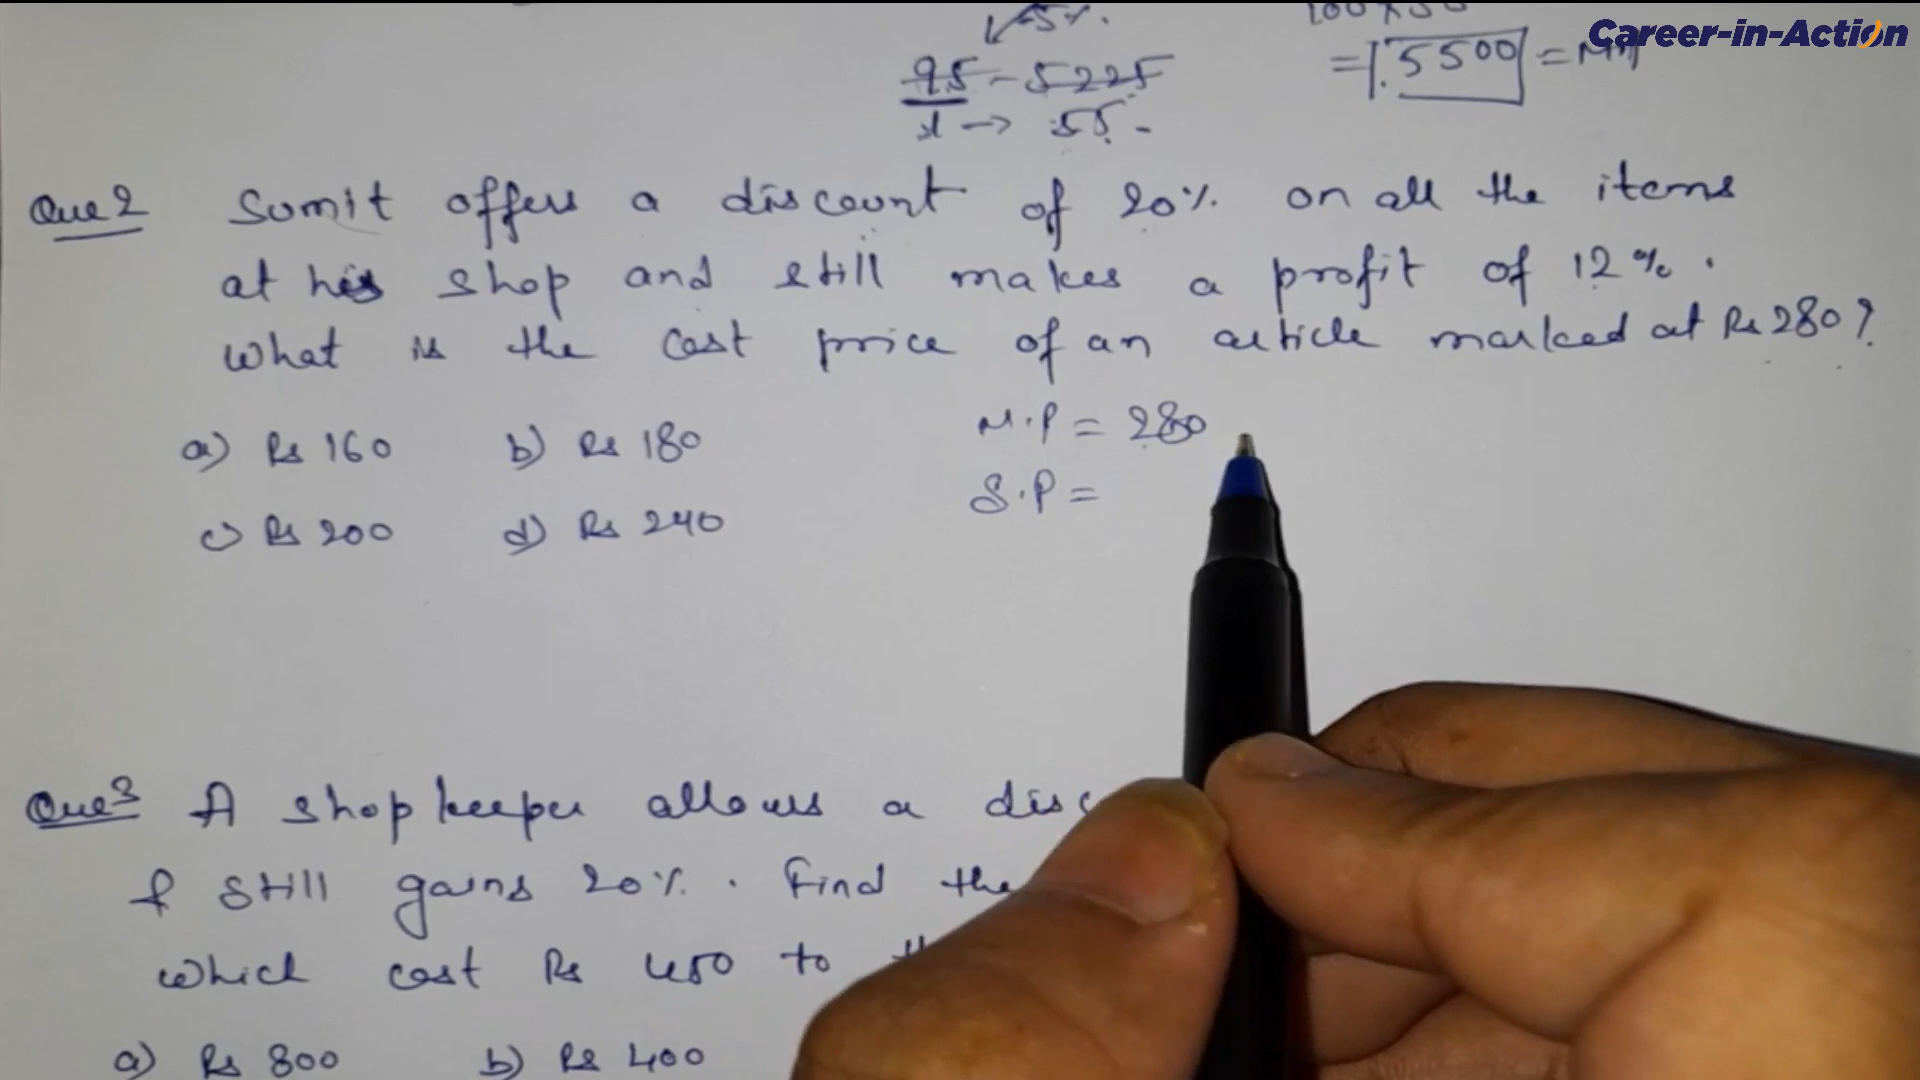 Career-in-Action
5%.
95 - 5225
1 → 55
= 5500 =
Que 2 Sumit offers a discount of 20% on all the items
at his shop and still makes a profit of 12%.
What is the cost price of an article marked at Rs 280?
M.P = 280
a) Rs 160 b) Rs 180
S.P =
c) Rs 200 d) Rs 240
Que 3 A shopkeeper allows a disc
& still gains 20%. Find the
which cost Rs 450 to
a) Rs 800 b) Rs 400